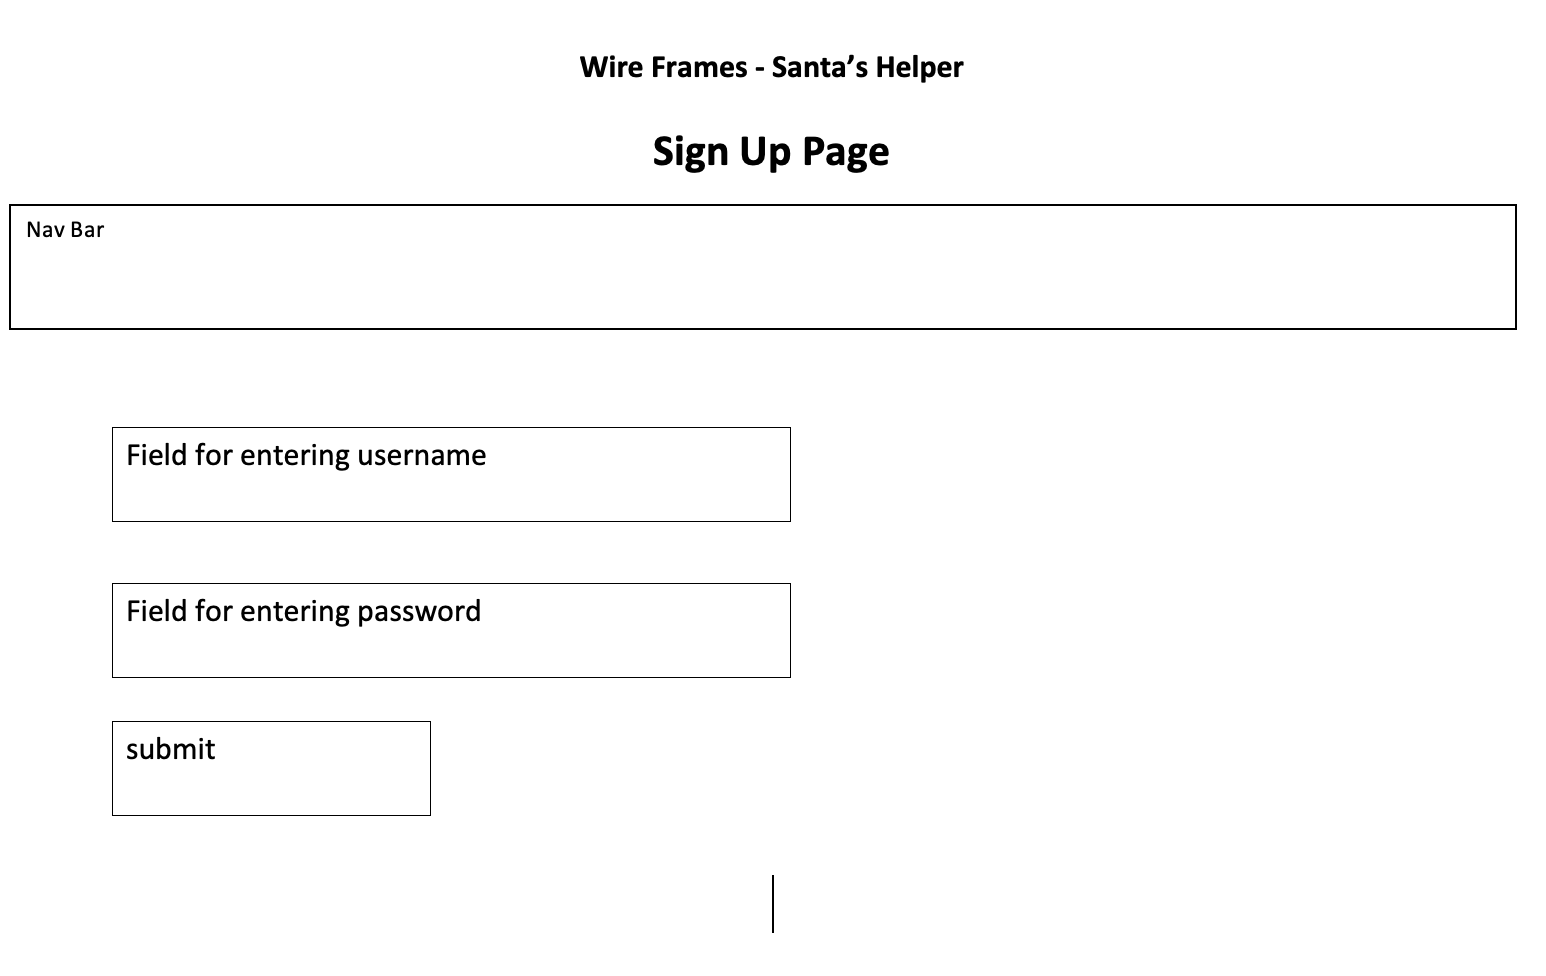 Wire Frames - Santa’s Helper
Sign Up Page
Nav Bar
Field for entering username
Field for entering password
submit